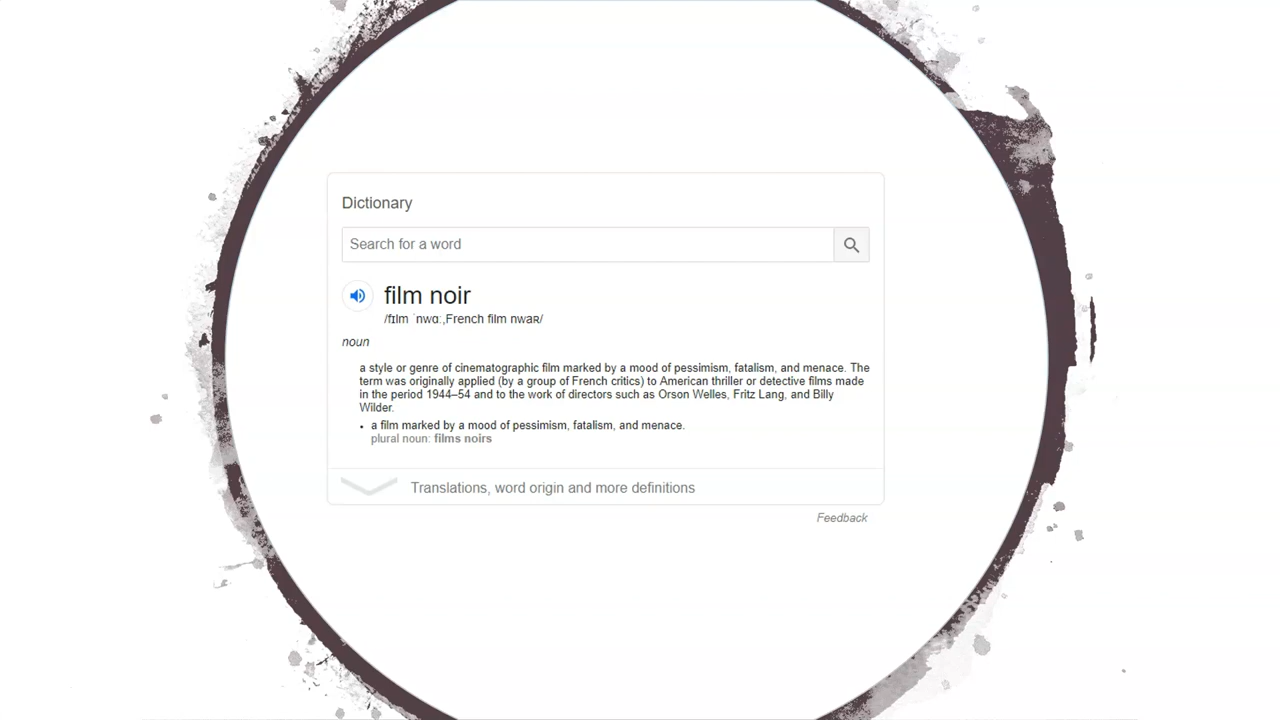 Dictionary
Search for a word
film noir
/fɪlm ˈnwɑː,French film nwaʀ/
noun
a style or genre of cinematographic film marked by a mood of pessimism, fatalism, and menace. The
term was originally applied (by a group of French critics) to American thriller or detective films made
in the period 1944–54 and to the work of directors such as Orson Welles, Fritz Lang, and Billy
Wilder.
• a film marked by a mood of pessimism, fatalism, and menace.
plural noun: films noirs
Translations, word origin and more definitions
Feedback